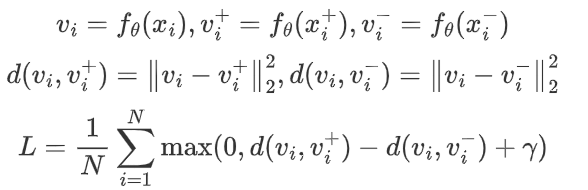 v_i = f_θ(x_i), v_i^+ = f_θ(x_i^+), v_i^- = f_θ(x_i^-)
d(v_i, v_i^+) = ‖v_i − v_i^+‖_2^2, d(v_i, v_i^-) = ‖v_i − v_i^-‖_2^2
L = \frac{1}{N} \sum_{i=1}^{N} max(0, d(v_i, v_i^+) − d(v_i, v_i^-) + γ)